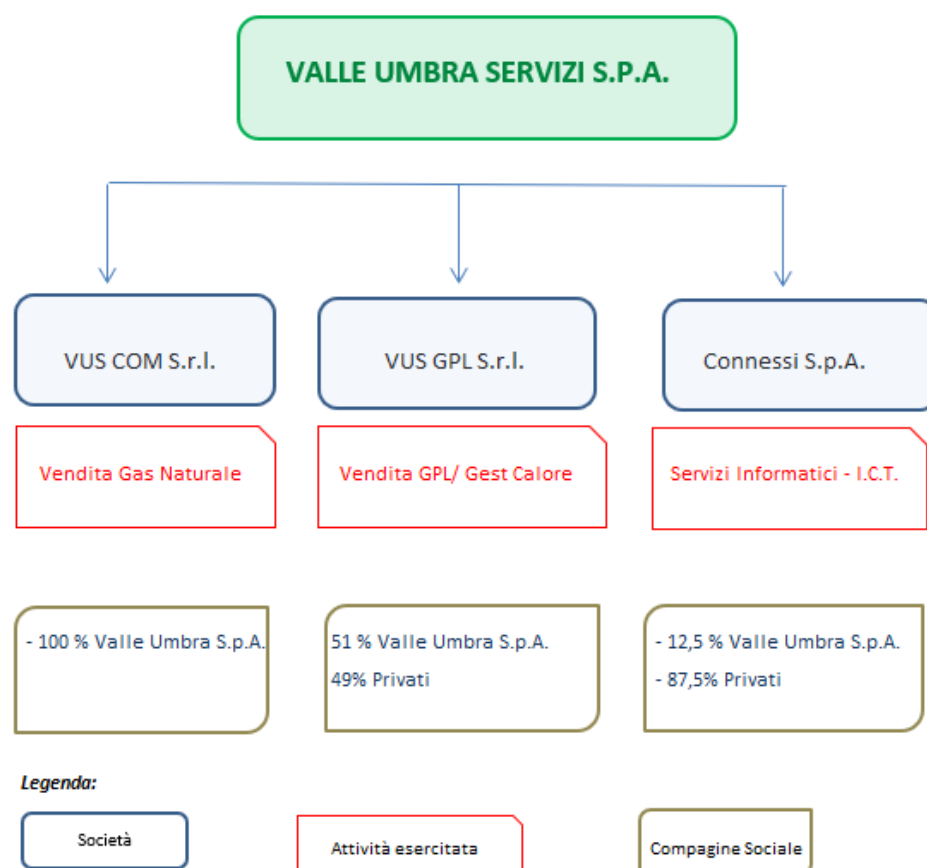 VALLE UMBRA SERVIZI S.P.A.
VUS COM S.r.l.
VUS GPL S.r.l.
Connessi S.p.A.
Vendita Gas Naturale
Vendita GPL/ Gest Calore
Servizi Informatici - I.C.T.
- 100 % Valle Umbra S.p.A.
51 % Valle Umbra S.p.A.
49% Privati
- 12,5 % Valle Umbra S.p.A.
- 87,5% Privati
Legenda:
Società
Attività esercitata
Compagine Sociale